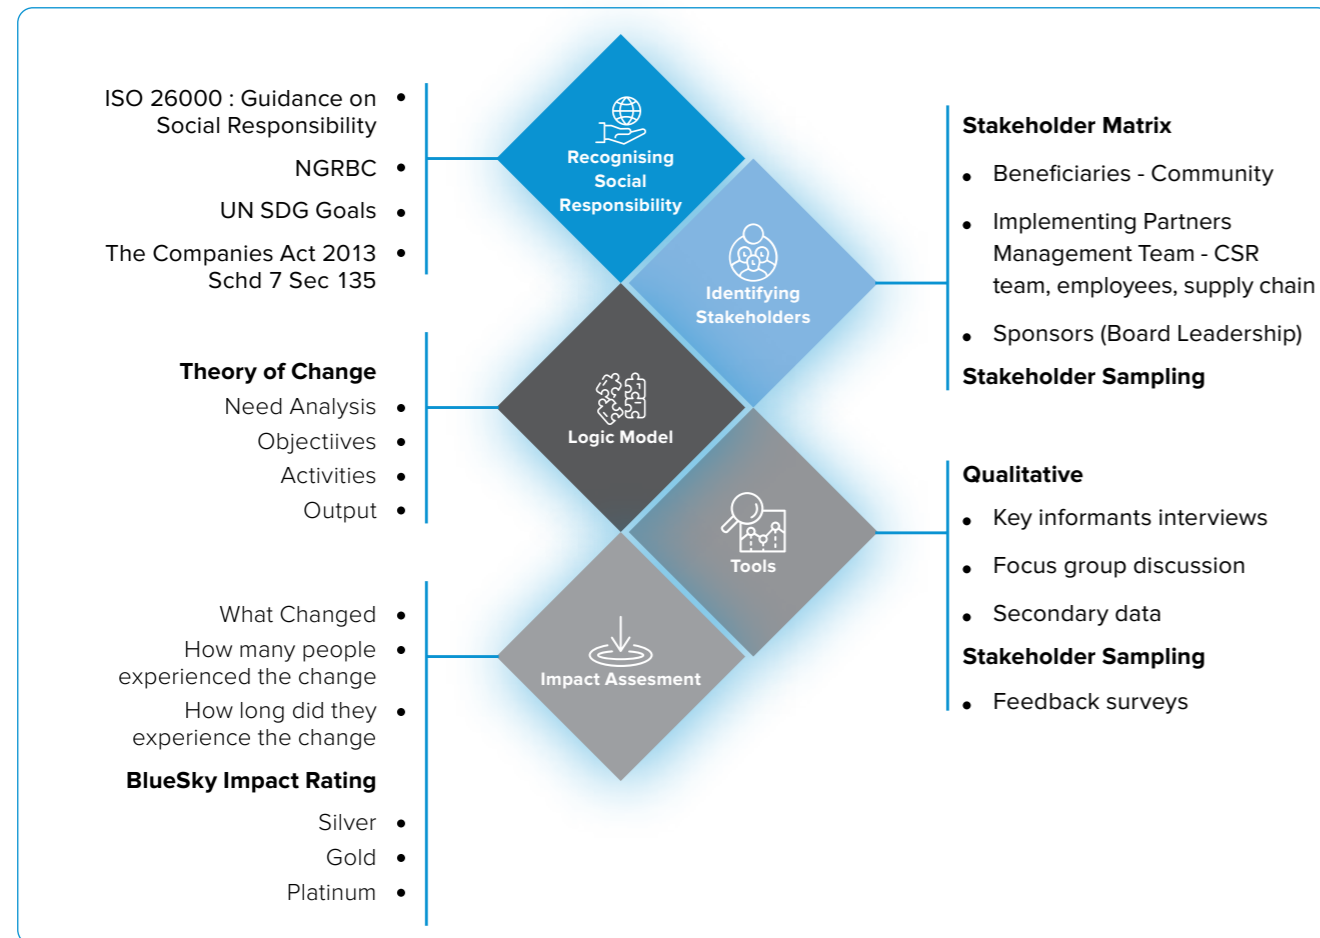 ISO 26000 : Guidance on
Social Responsibility
NGRBC
UN SDG Goals
The Companies Act 2013
Schd 7 Sec 135
Recognising
Social
Responsibility
Stakeholder Matrix
Beneficiaries - Community
Implementing Partners
Management Team - CSR
team, employees, supply chain
Sponsors (Board Leadership)
Stakeholder Sampling
Identifying
Stakeholders
Theory of Change
Need Analysis
Objectiives
Activities
Output
Logic Model
Qualitative
Key informants interviews
Focus group discussion
Secondary data
Stakeholder Sampling
Feedback surveys
Tools
What Changed
How many people
experienced the change
How long did they
experience the change
BlueSky Impact Rating
Silver
Gold
Platinum
Impact Assesment